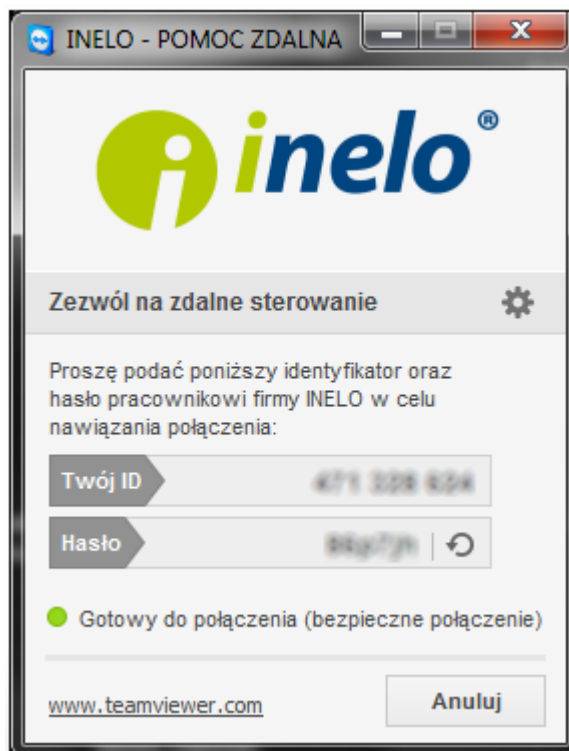 INELO - POMOC ZDALNA
inelo®
Zezwól na zdalne sterowanie
Proszę podać poniższy identyfikator oraz
hasło pracownikowi firmy INELO w celu
nawiązania połączenia:
Twój ID
Hasło
Gotowy do połączenia (bezpieczne połączenie)
www.teamviewer.com
Anuluj